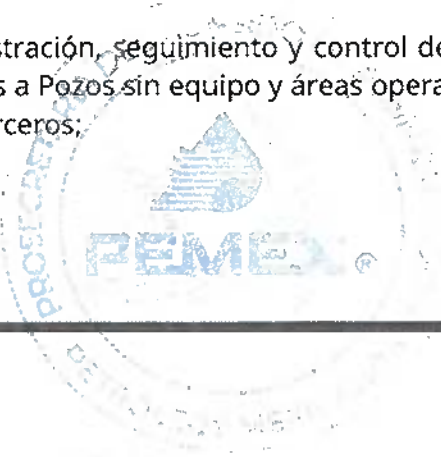 stración, seguimiento y control de
s a Pozos sin equipo y áreas opera
rceros;
PEMEX ®